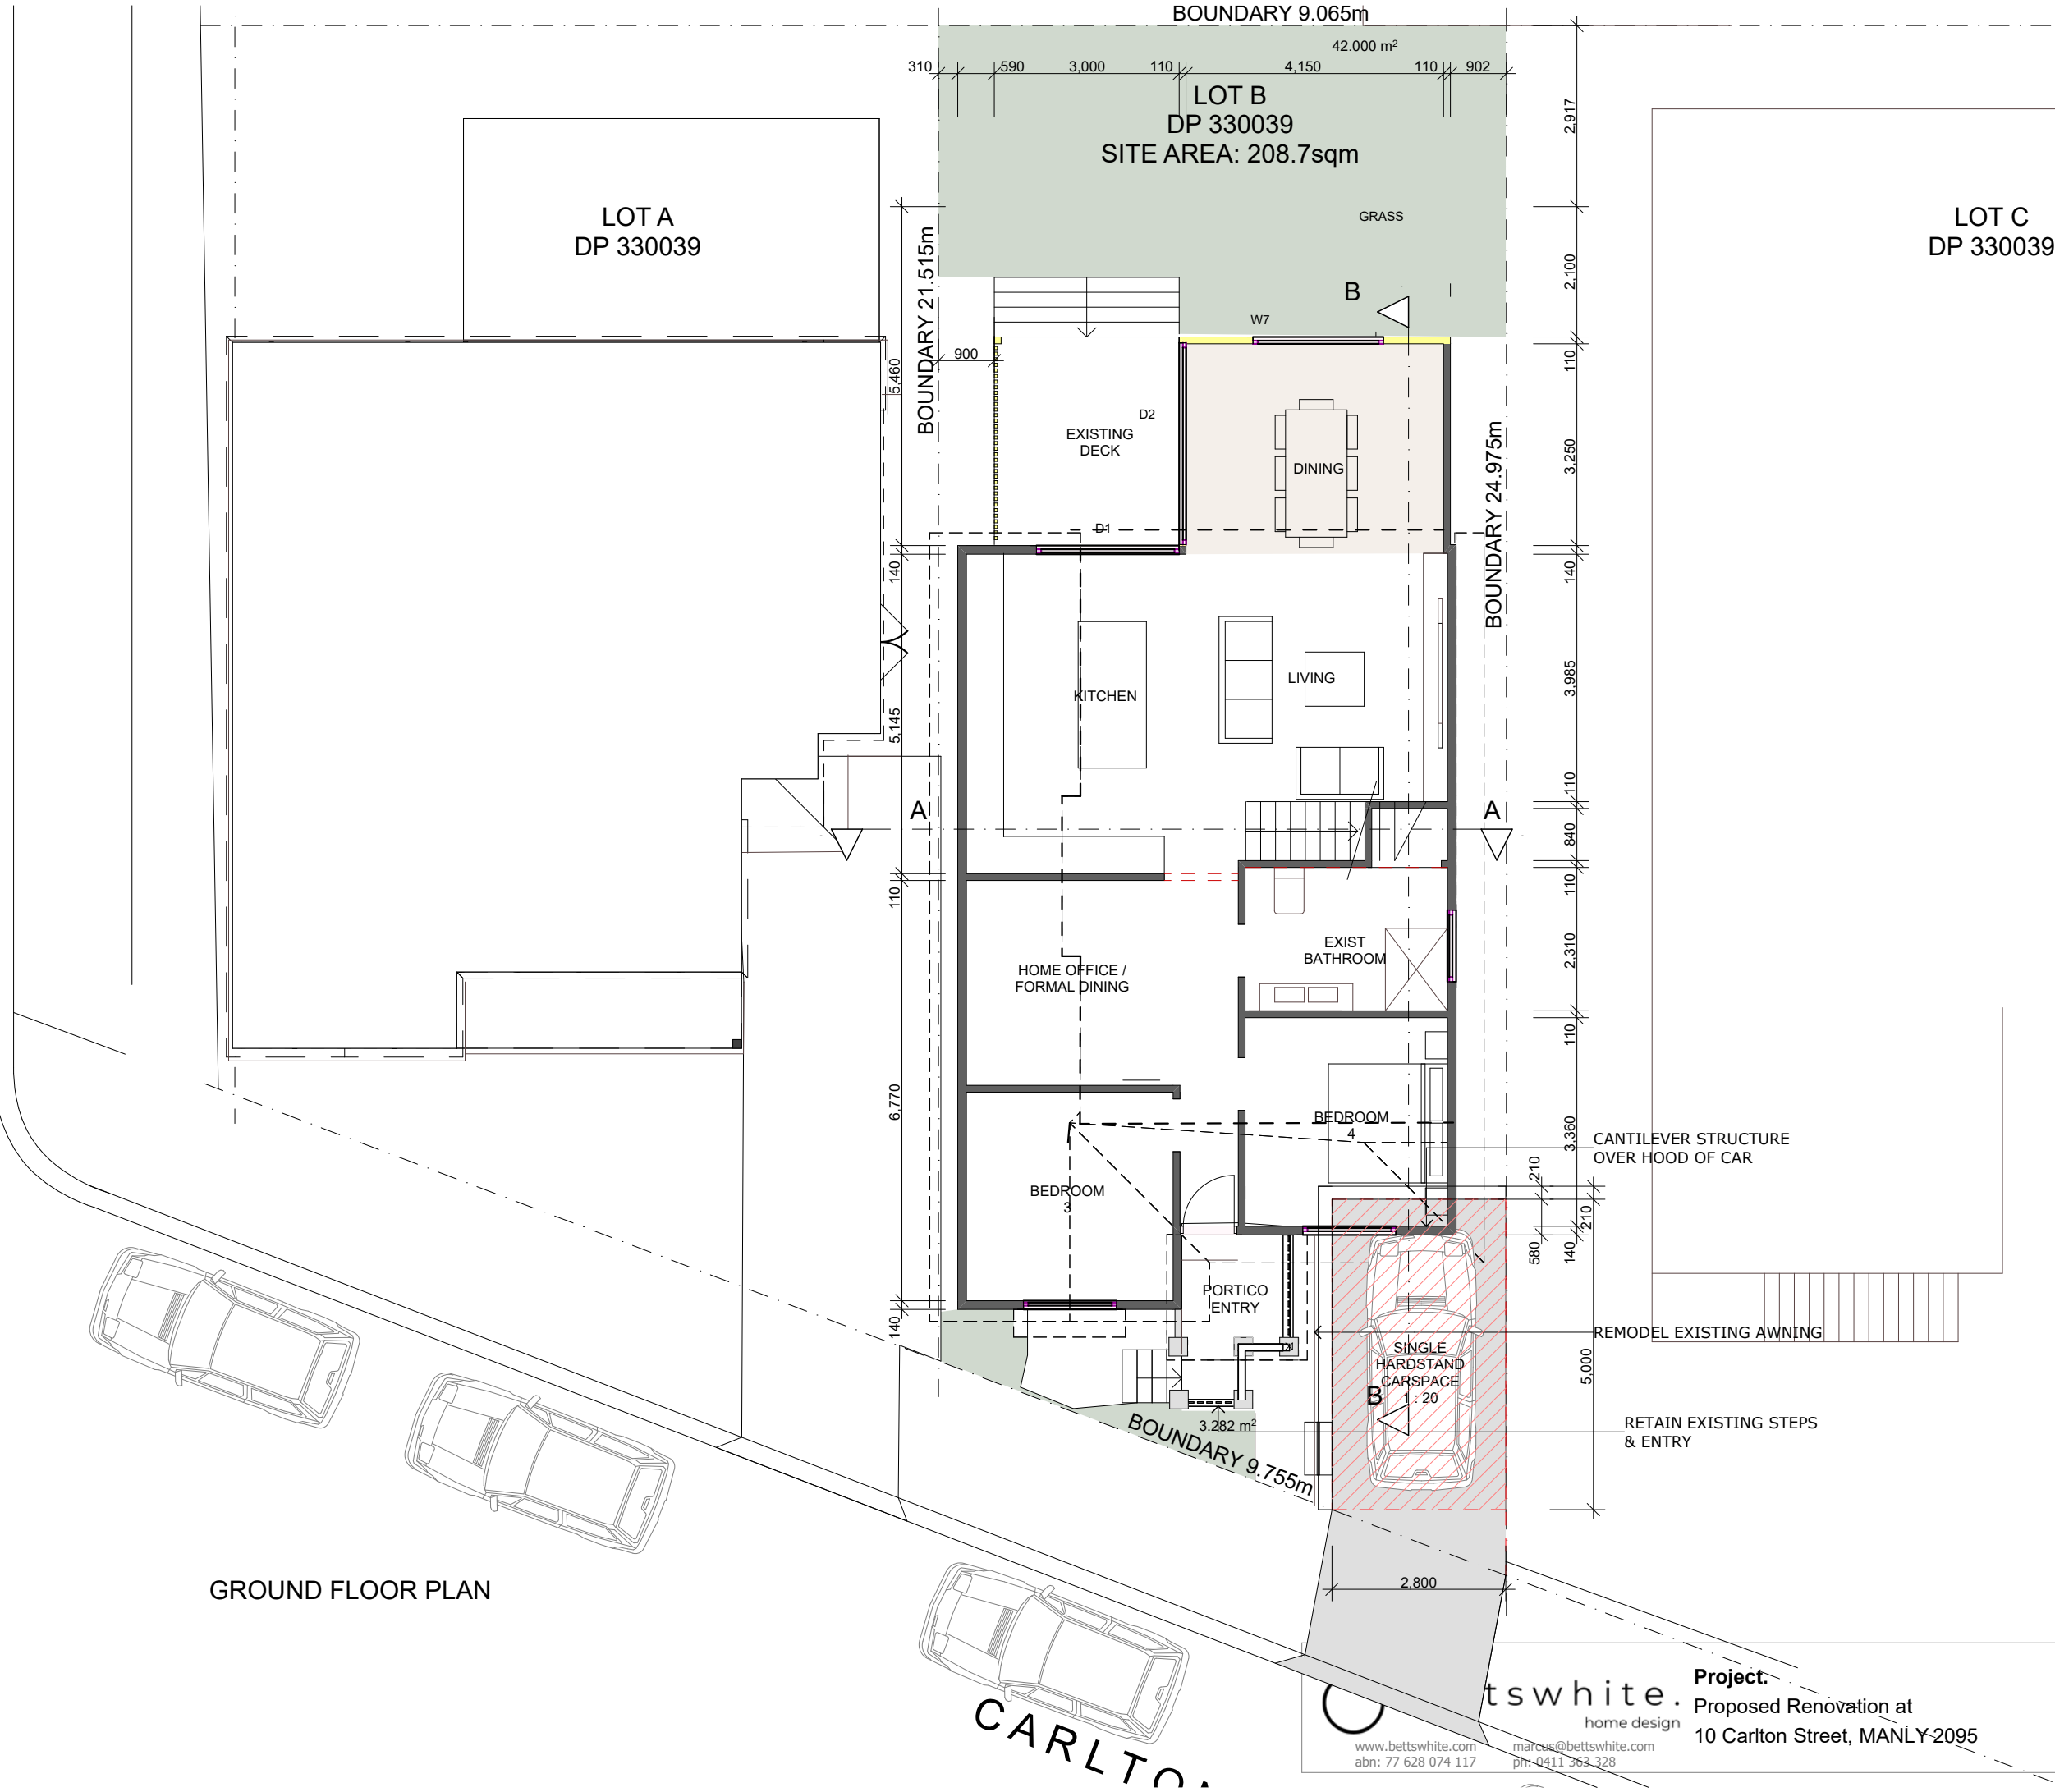 BOUNDARY 9.065m
42.000 m²
310
590
3,000
110
4,150
110
902
LOT B
DP 330039
SITE AREA: 208.7sqm
2,917
LOT A
DP 330039
GRASS
LOT C
DP 330039
BOUNDARY 21.515m
2,100
B
W7
900
5,460
110
D2
EXISTING
DECK
DINING
3,250
BOUNDARY 24.975m
D1
140
140
KITCHEN
LIVING
3,985
5,145
110
A
A
840
110
110
EXIST
BATHROOM
2,310
HOME OFFICE /
FORMAL DINING
110
6,770
BEDROOM
4
3,360
CANTILEVER STRUCTURE
OVER HOOD OF CAR
210
BEDROOM
3
210
580
140
PORTICO
ENTRY
140
REMODEL EXISTING AWNING
SINGLE
HARDSTAND
CARSPACE
1 : 20
5,000
B
3.282 m²
RETAIN EXISTING STEPS
& ENTRY
BOUNDARY 9.755m
GROUND FLOOR PLAN
2,800
tswhite.
home design
Project.
Proposed Renovation at
10 Carlton Street, MANLY 2095
www.bettswhite.com
marcus@bettswhite.com
abn: 77 628 074 117
ph: 0411 363 328
CARLTON